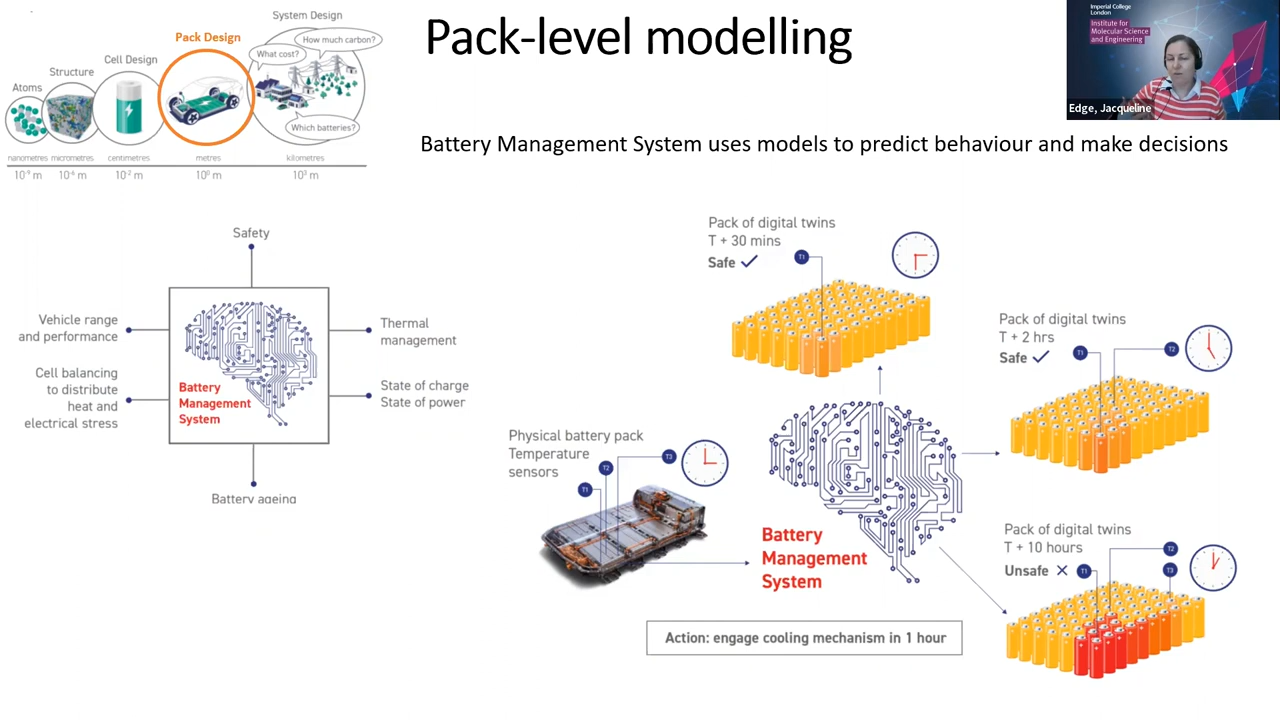 Pack-level modelling
Battery Management System uses models to predict behaviour and make decisions
Atoms
Structure
Cell Design
Pack Design
System Design
What cost?
How much carbon?
Which batteries?
nanometres
micrometres
centimetres
metres
kilometres
10⁻⁹ m
10⁻⁶ m
10⁻² m
10⁰ m
10³ m
Imperial College
London
Institute for
Molecular Science
and Engineering
Edge, Jacqueline
Safety
Vehicle range
and performance
Cell balancing
to distribute
heat and
electrical stress
Battery
Management
System
Thermal
management
State of charge
State of power
Battery ageing
Physical battery pack
Temperature
sensors
T1
T2
T3
Battery
Management
System
Action: engage cooling mechanism in 1 hour
Pack of digital twins
T + 30 mins
Safe
T1
Pack of digital twins
T + 2 hrs
Safe
T1
T2
Pack of digital twins
T + 10 hours
Unsafe
T1
T2
T3